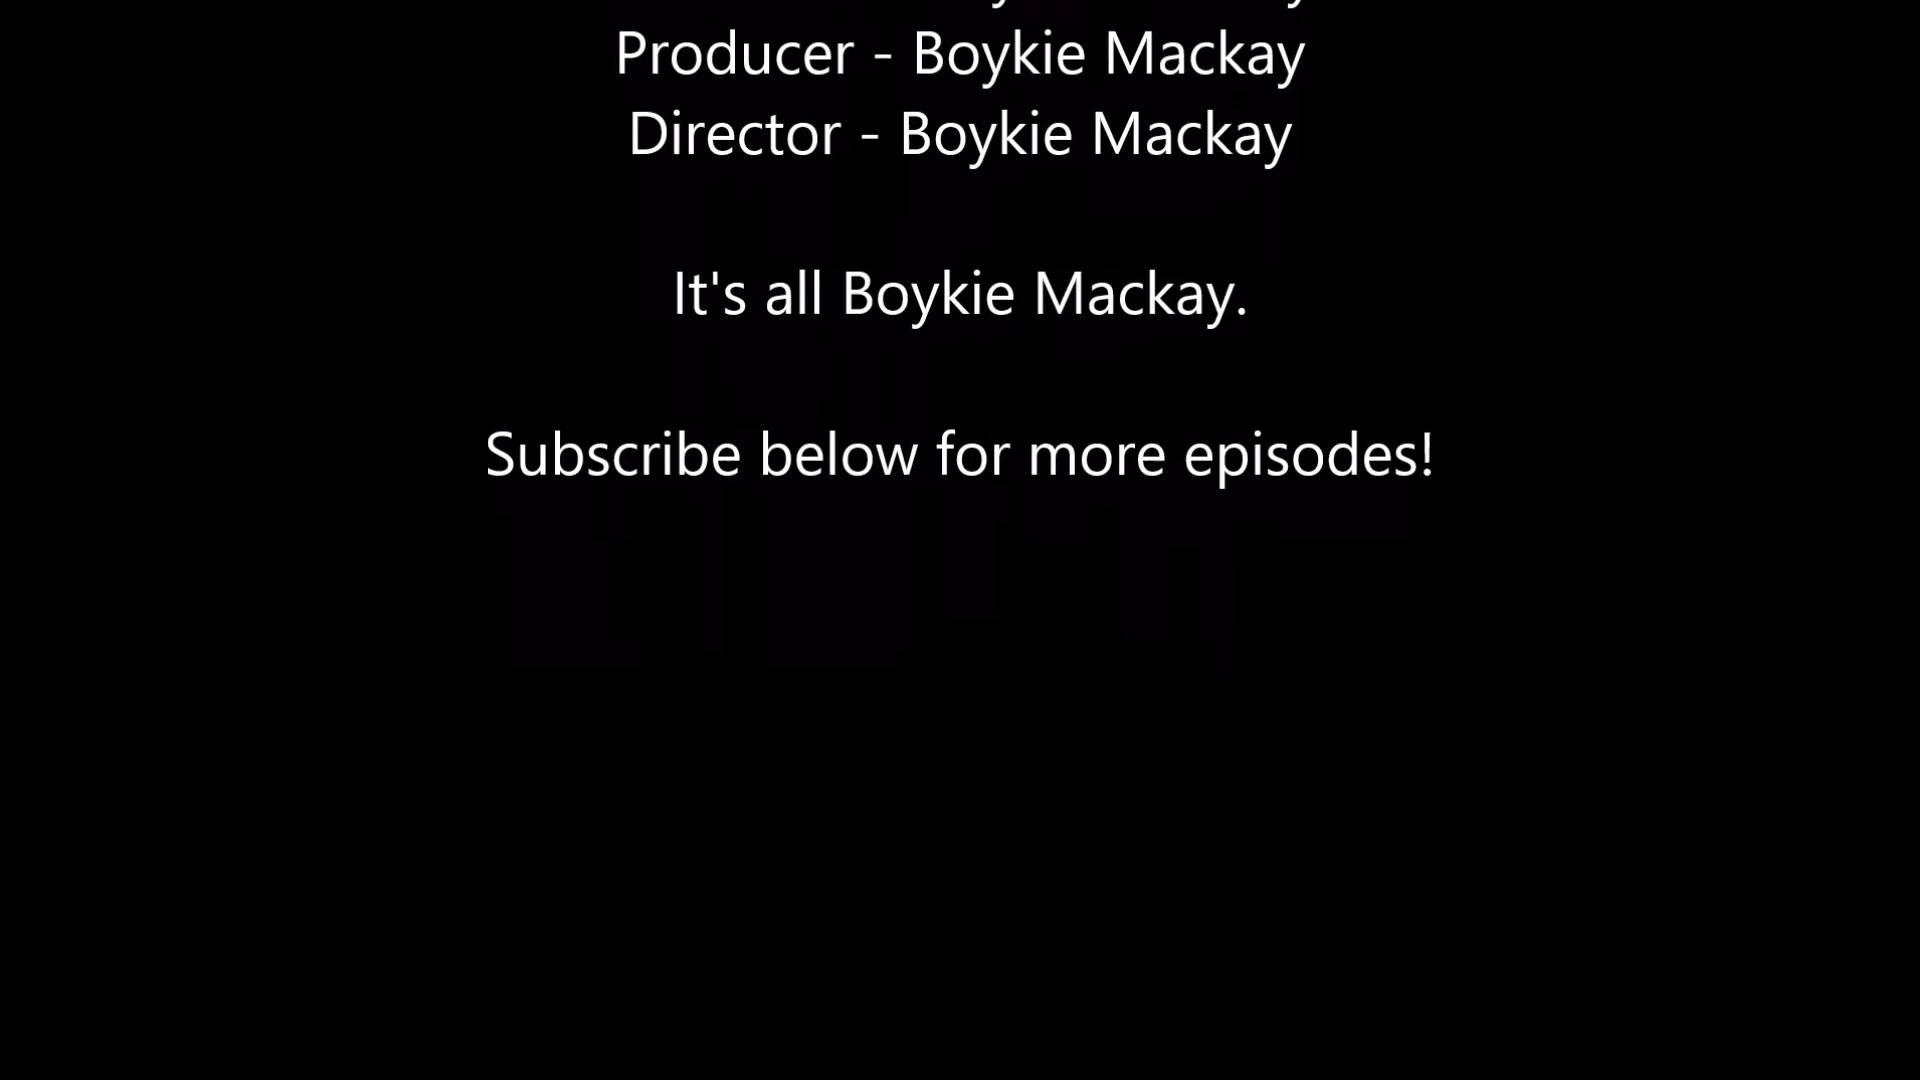 Producer - Boykie Mackay
Director - Boykie Mackay
It's all Boykie Mackay.
Subscribe below for more episodes!